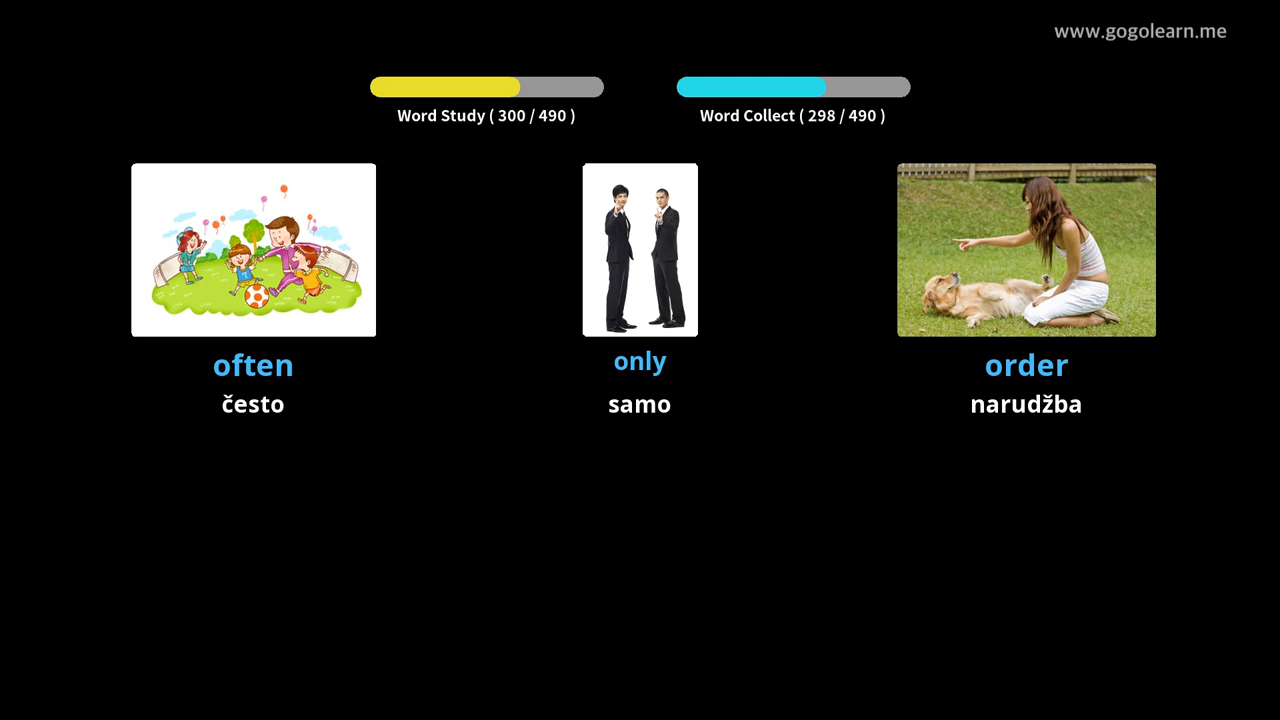 www.gogolearn.me
Word Study ( 300 / 490 )
Word Collect ( 298 / 490 )
often
only
order
često
samo
narudžba